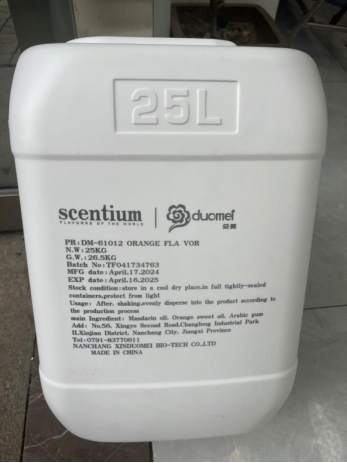 25L
scentium
FLAVORS OF THE WORLD
duomei
朵美
PR:DM-61012 ORANGE FLA VOR
N.W:25KG
G.W.:26.5KG
Batch No:TF041734763
MFG date:April.17.2024
EXP date:April.16.2025
Stock condition:store in a cool dry place.in full tightly-sealed
containers.protect from light
Usage: After. shaking.evenly disperse into the product according to
the production process
main Ingredient: Mandarin oil. Orange sweet oil. Arabic gum
Add: No.56. Xingye Second Road.Changlong Industrial Park
II.Xinjian District. Nanchang City. Jiangxi Province
Tel:0791-83770611
NANCHANG XINDUOMEI BIO-TECH CO.,LTD
MADE IN CHINA